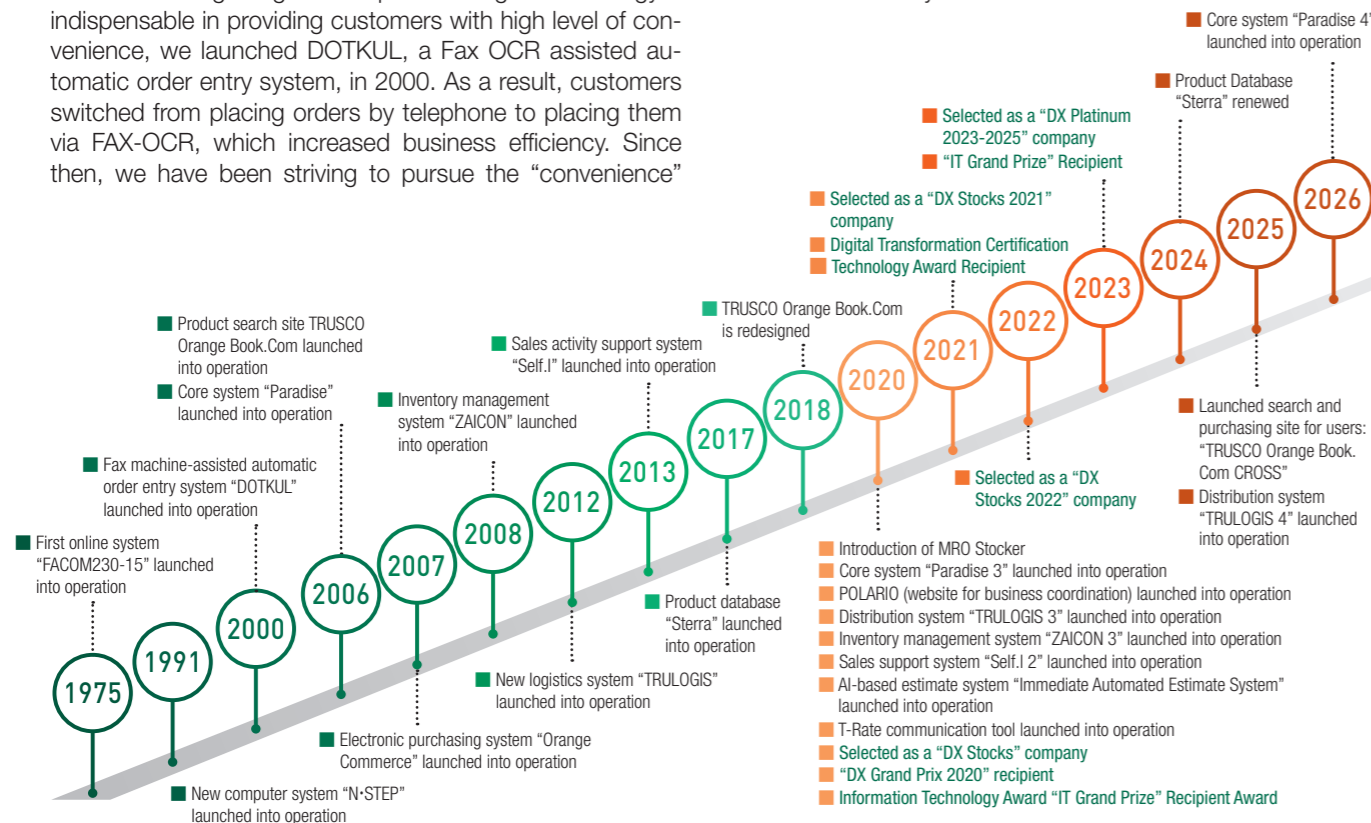 indispensable in providing customers with high level of con-
venience, we launched DOTKUL, a Fax OCR assisted au-
tomatic order entry system, in 2000. As a result, customers
switched from placing orders by telephone to placing them
via FAX-OCR, which increased business efficiency. Since
then, we have been striving to pursue the “convenience”
1975
First online system
“FACOM230-15” launched
into operation
1991
New computer system “N·STEP”
launched into operation
2000
Fax machine-assisted automatic
order entry system “DOTKUL”
launched into operation
2006
Product search site TRUSCO
Orange Book.Com launched
into operation
Core system “Paradise”
launched into operation
2007
Electronic purchasing system “Orange
Commerce” launched into operation
2008
Inventory management
system “ZAICON” launched
into operation
2012
New logistics system “TRULOGIS”
launched into operation
2013
Sales activity support system
“Self.I” launched into operation
2017
Product database
“Sterra” launched
into operation
2018
TRUSCO Orange Book.Com
is redesigned
2020
Introduction of MRO Stocker
Core system “Paradise 3” launched into operation
POLARIO (website for business coordination) launched into operation
Distribution system “TRULOGIS 3” launched into operation
Inventory management system “ZAICON 3” launched into operation
Sales support system “Self.I 2” launched into operation
AI-based estimate system “Immediate Automated Estimate System”
launched into operation
T-Rate communication tool launched into operation
Selected as a “DX Stocks” company
“DX Grand Prix 2020” recipient
Information Technology Award “IT Grand Prize” Recipient Award
2021
Selected as a “DX Stocks 2021”
company
Digital Transformation Certification
Technology Award Recipient
2022
Selected as a “DX
Stocks 2022” company
2023
Selected as a “DX Platinum
2023-2025” company
“IT Grand Prize” Recipient
2024
Product Database
“Sterra” renewed
2025
Launched search and
purchasing site for users:
“TRUSCO Orange Book.
Com CROSS”
Distribution system
“TRULOGIS 4” launched
into operation
2026
Core system “Paradise 4”
launched into operation